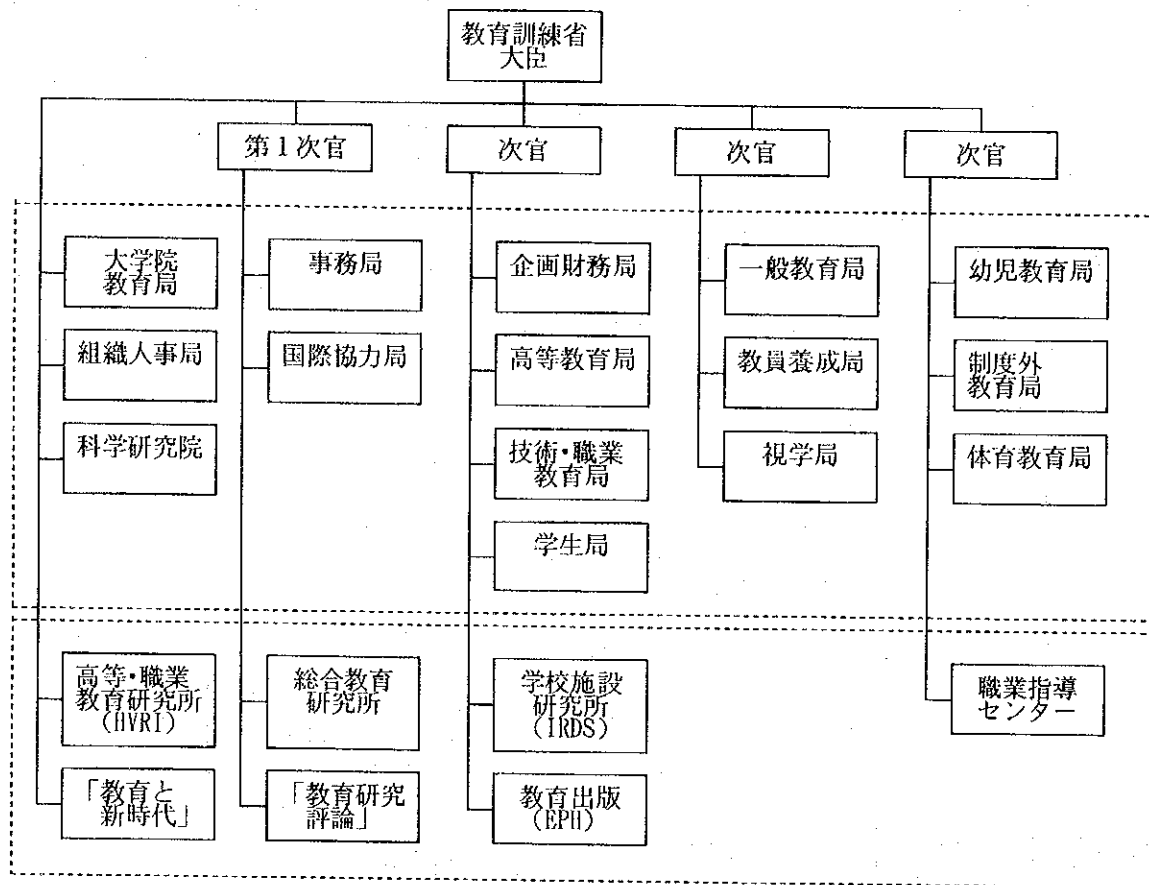 教育訓練省
大臣
第1次官
次官
次官
次官
大学院
教育局
事務局
企画財務局
一般教育局
幼児教育局
組織人事局
国際協力局
高等教育局
教員養成局
制度外
教育局
科学研究院
技術・職業
教育局
視学局
体育教育局
学生局
高等・職業
教育研究所
(HVRI)
総合教育
研究所
学校施設
研究所
(IRDS)
職業指導
センター
「教育と
新時代」
「教育研究
評論」
教育出版
(EPH)